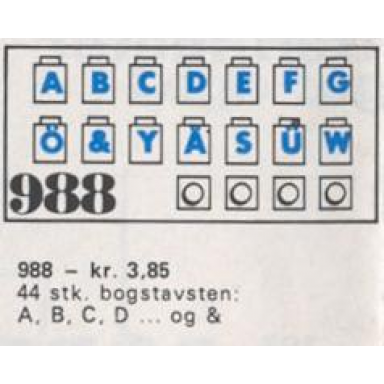 A B C D E F G
Ö & Y Ä S Ü W
988
988 – kr. 3,85
44 stk. bogstavsten:
A, B, C, D ... og &